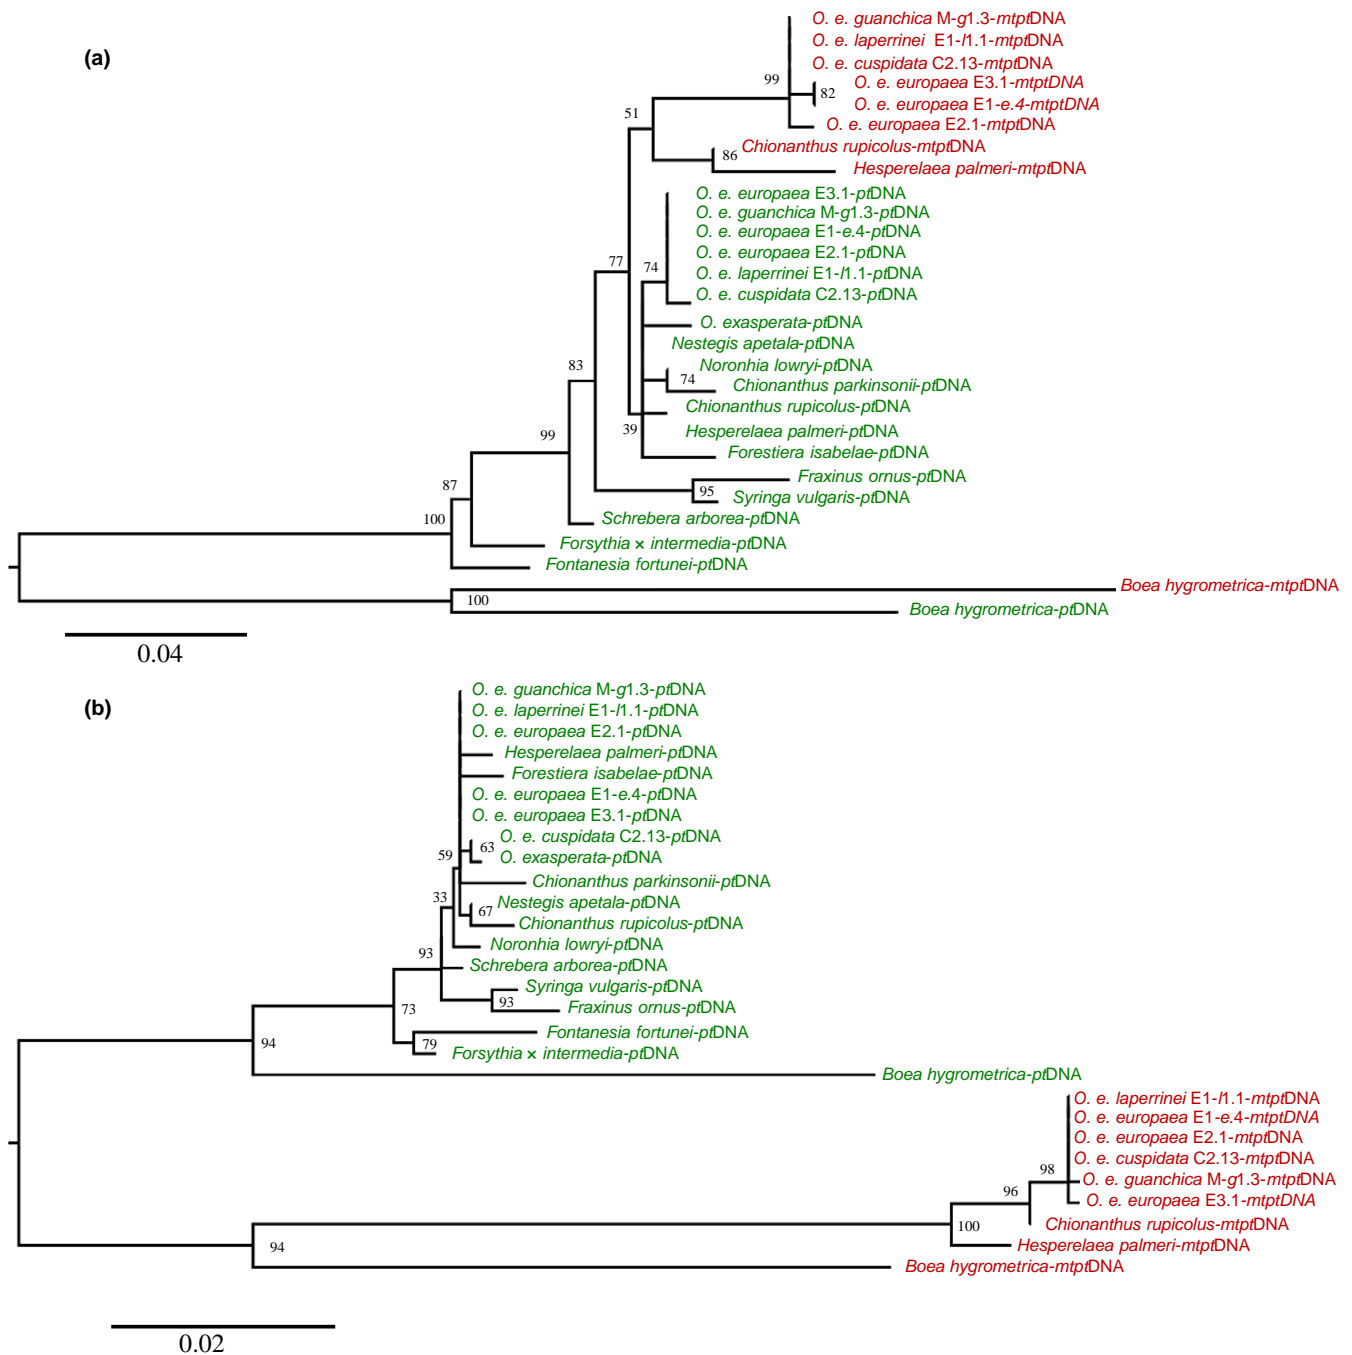 (a)
O. e. guanchica M-g1.3-mtptDNA
O. e. laperrinei E1-l1.1-mtptDNA
O. e. cuspidata C2.13-mtptDNA
99
O. e. europaea E3.1-mtptDNA
82
O. e. europaea E1-e.4-mtptDNA
51
O. e. europaea E2.1-mtptDNA
Chionanthus rupicolus-mtptDNA
86
Hesperelaea palmeri-mtptDNA
O. e. europaea E3.1-ptDNA
O. e. guanchica M-g1.3-ptDNA
O. e. europaea E1-e.4-ptDNA
O. e. europaea E2.1-ptDNA
77
74
O. e. laperrinei E1-l1.1-ptDNA
O. e. cuspidata C2.13-ptDNA
O. exasperata-ptDNA
Nestegis apetala-ptDNA
83
Noronhia lowryi-ptDNA
74
Chionanthus parkinsonii-ptDNA
Chionanthus rupicolus-ptDNA
39
Hesperelaea palmeri-ptDNA
99
Forestiera isabelae-ptDNA
Fraxinus ornus-ptDNA
87
95
Syringa vulgaris-ptDNA
100
Schrebera arborea-ptDNA
Forsythia × intermedia-ptDNA
Fontanesia fortunei-ptDNA
Boea hygrometrica-mtptDNA
100
Boea hygrometrica-ptDNA
0.04
(b)
O. e. guanchica M-g1.3-ptDNA
O. e. laperrinei E1-l1.1-ptDNA
O. e. europaea E2.1-ptDNA
Hesperelaea palmeri-ptDNA
Forestiera isabelae-ptDNA
O. e. europaea E1-e.4-ptDNA
O. e. europaea E3.1-ptDNA
O. e. cuspidata C2.13-ptDNA
59
63
O. exasperata-ptDNA
Chionanthus parkinsonii-ptDNA
33
Nestegis apetala-ptDNA
67
Chionanthus rupicolus-ptDNA
Noronhia lowryi-ptDNA
93
Schrebera arborea-ptDNA
Syringa vulgaris-ptDNA
93
Fraxinus ornus-ptDNA
73
Fontanesia fortunei-ptDNA
94
79
Forsythia × intermedia-ptDNA
Boea hygrometrica-ptDNA
O. e. laperrinei E1-l1.1-mtptDNA
O. e. europaea E1-e.4-mtptDNA
O. e. europaea E2.1-mtptDNA
O. e. cuspidata C2.13-mtptDNA
98
O. e. guanchica M-g1.3-mtptDNA
96
O. e. europaea E3.1-mtptDNA
100
Chionanthus rupicolus-mtptDNA
94
Hesperelaea palmeri-mtptDNA
Boea hygrometrica-mtptDNA
0.02